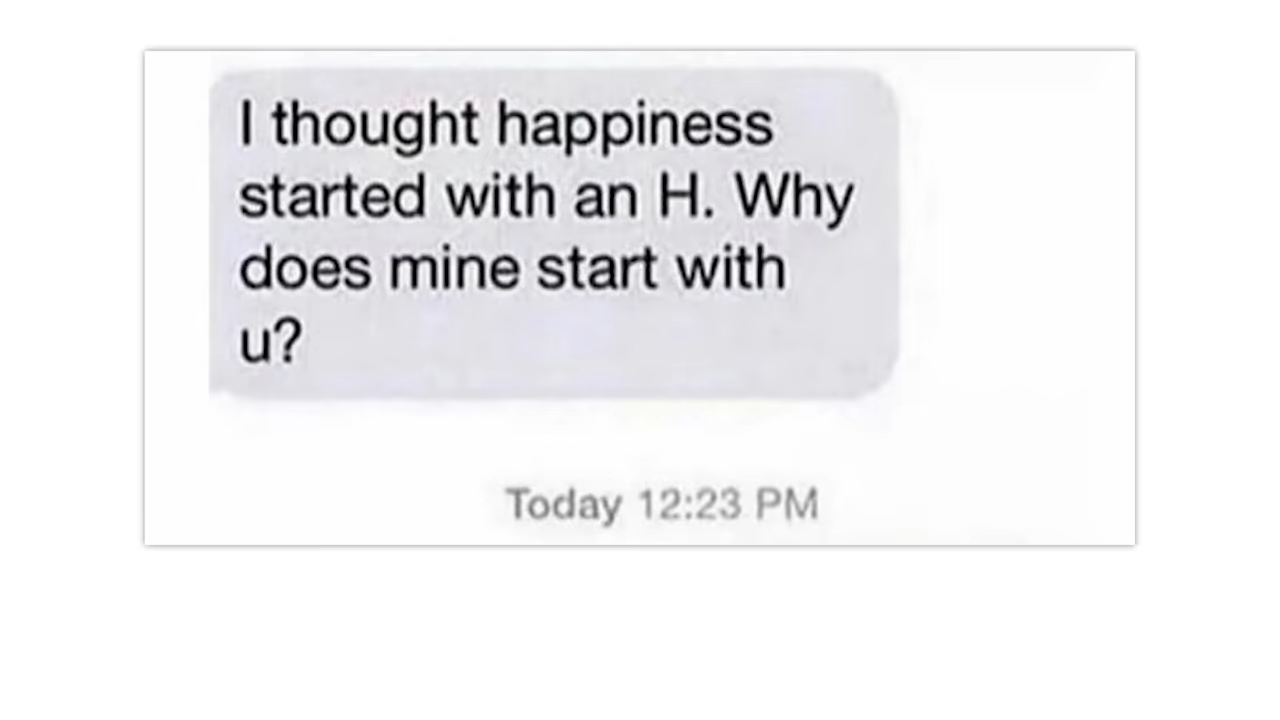 I thought happiness
started with an H. Why
does mine start with
u?
Today 12:23 PM